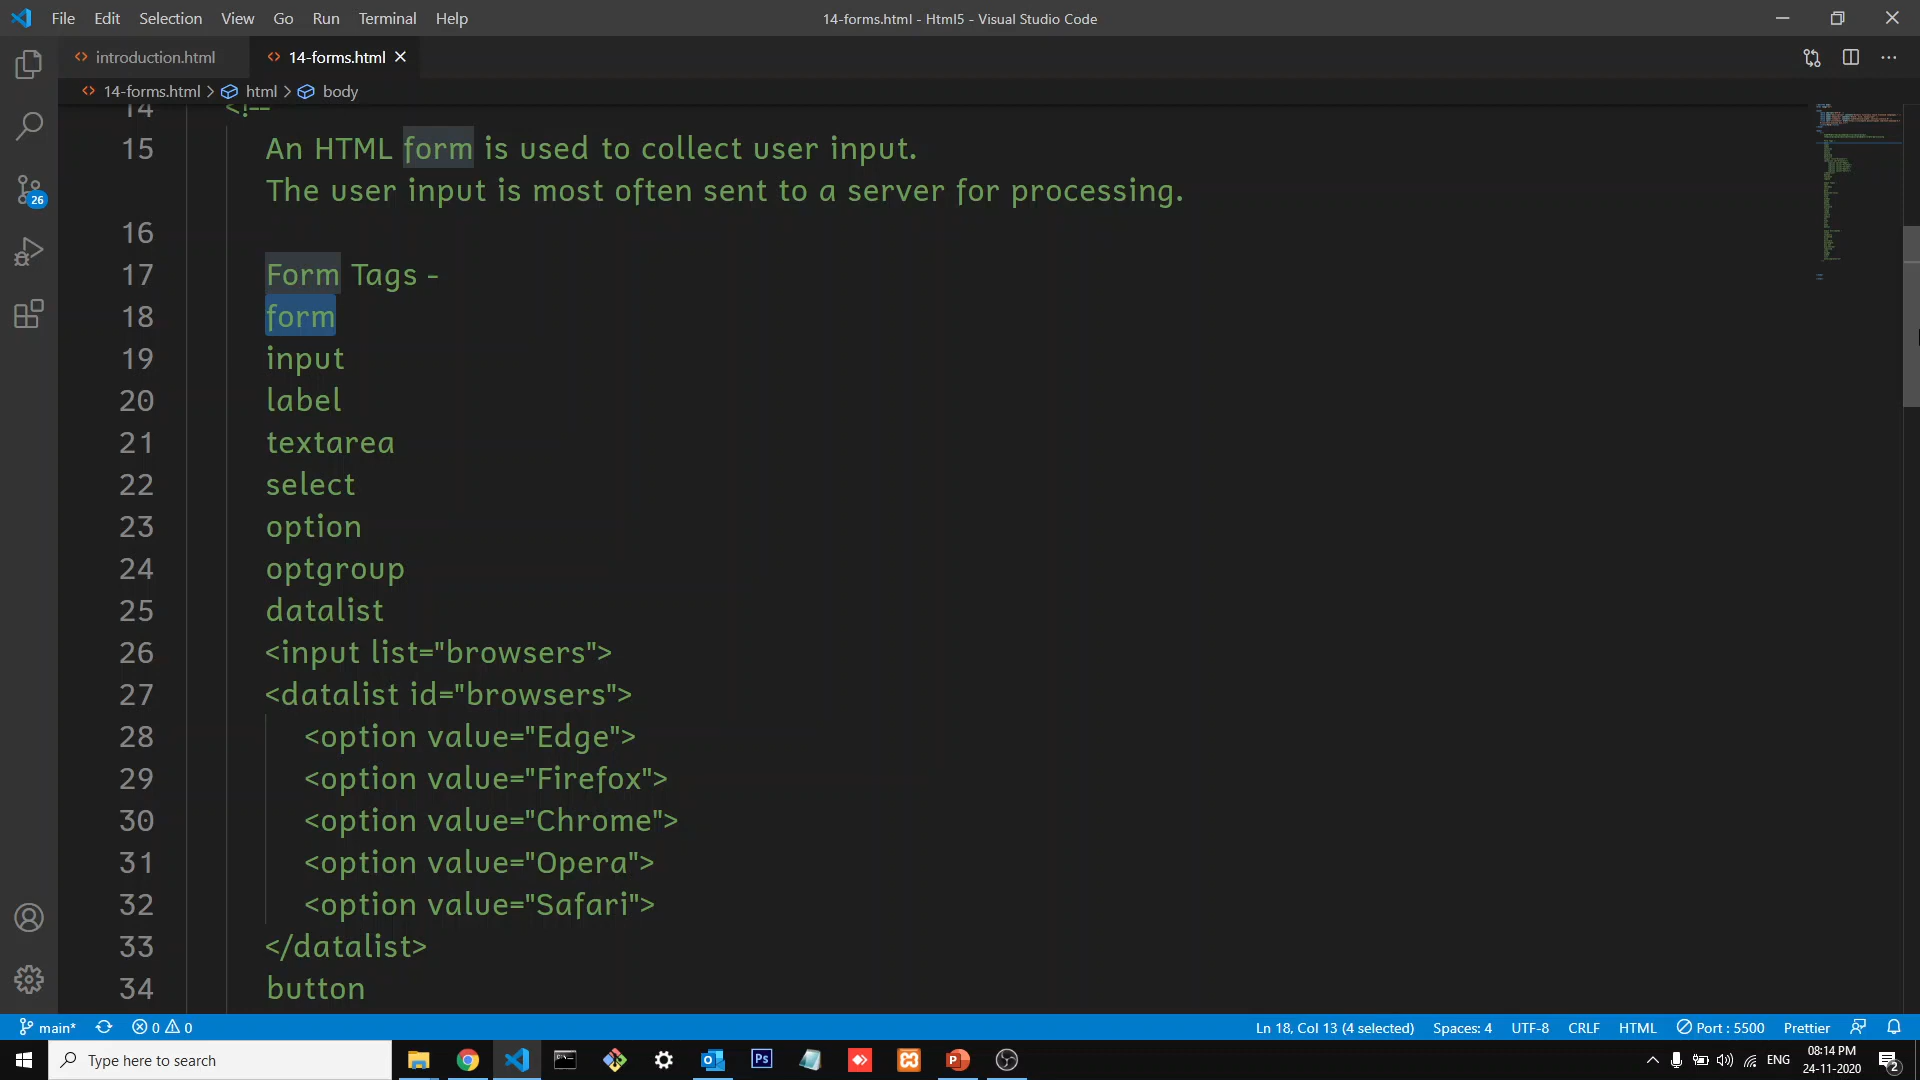 File Edit Selection View Go Run Terminal Help
14-forms.html - Html5 - Visual Studio Code
introduction.html
14-forms.html
14-forms.html > html > body
14 <!--
15 An HTML form is used to collect user input.
The user input is most often sent to a server for processing.
16
17 Form Tags -
18 form
19 input
20 label
21 textarea
22 select
23 option
24 optgroup
25 datalist
26 <input list="browsers">
27 <datalist id="browsers">
28 <option value="Edge">
29 <option value="Firefox">
30 <option value="Chrome">
31 <option value="Opera">
32 <option value="Safari">
33 </datalist>
34 button
26
main* 0 0 Ln 18, Col 13 (4 selected) Spaces: 4 UTF-8 CRLF HTML Port : 5500 Prettier
Type here to search
Ps
ENG
08:14 PM
24-11-2020
2